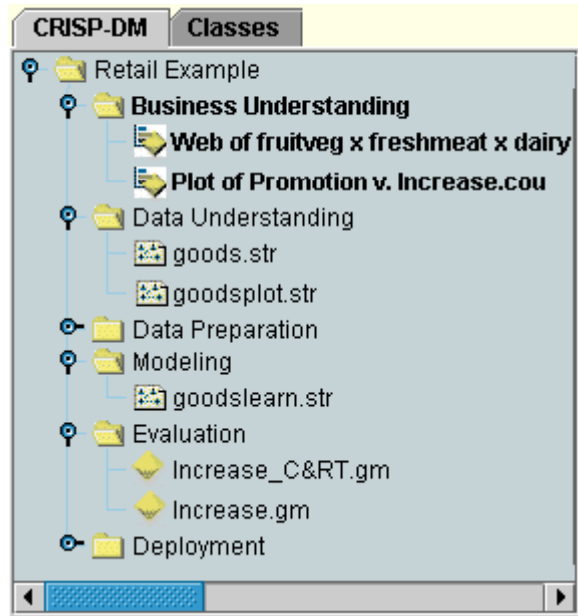 CRISP-DM Classes
Retail Example
Business Understanding
Web of fruitveg x freshmeat x dairy
Plot of Promotion v. Increase.cou
Data Understanding
goods.str
goodsplot.str
Data Preparation
Modeling
goodslearn.str
Evaluation
Increase_C&RT.gm
Increase.gm
Deployment